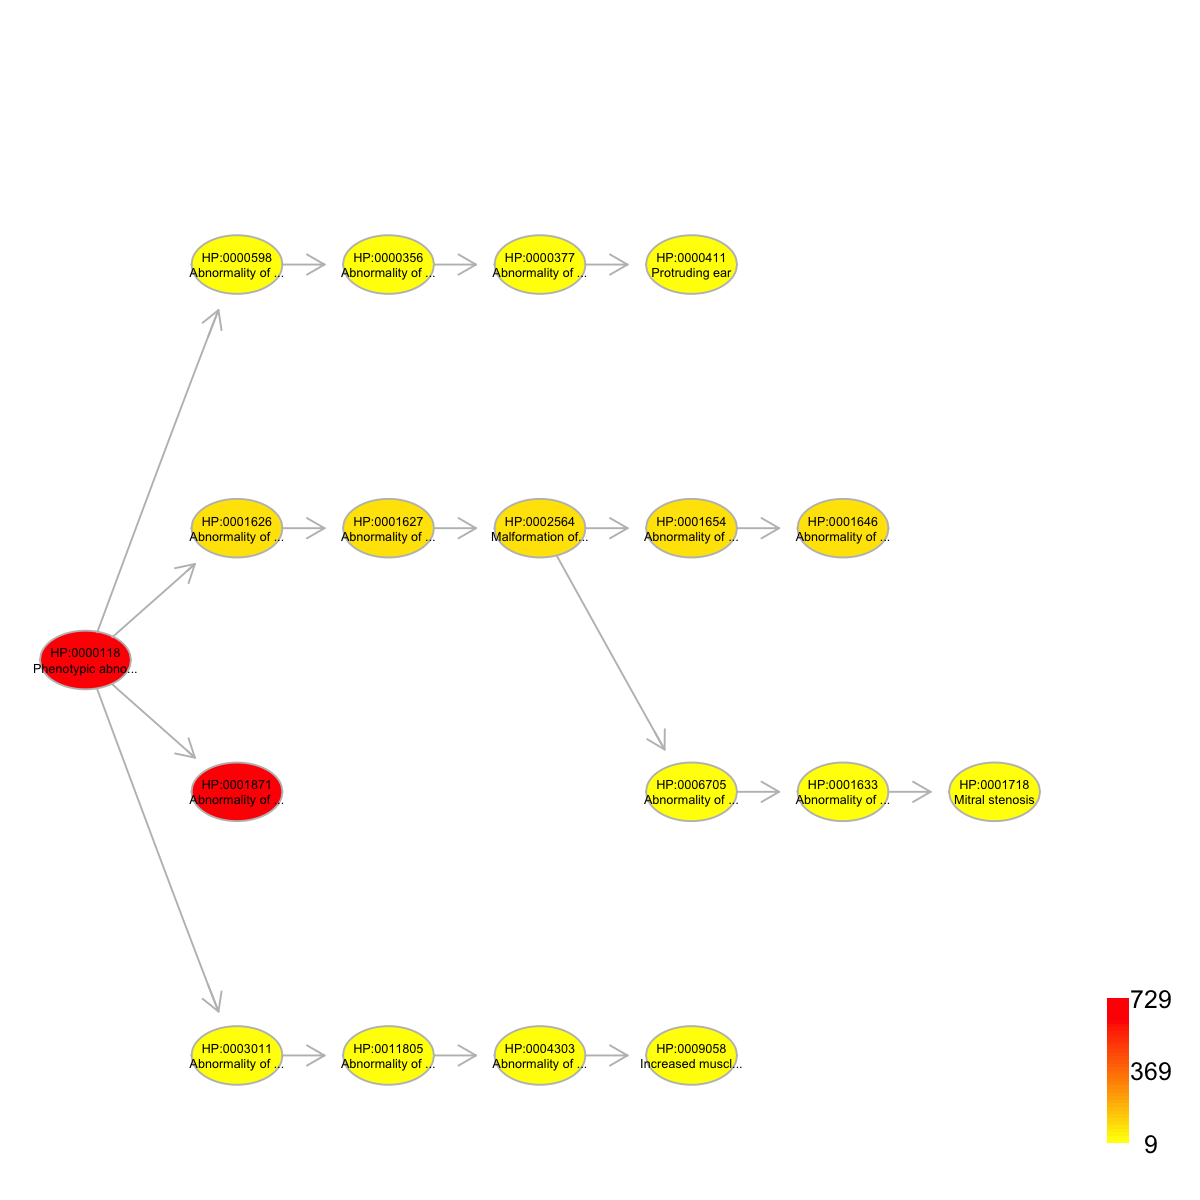 HP:0000598
Abnormality of ...
HP:0000356
Abnormality of ...
HP:0000377
Abnormality of ...
HP:0000411
Protruding ear
HP:0001626
Abnormality of ...
HP:0001627
Abnormality of ...
HP:0002564
Malformation of...
HP:0001654
Abnormality of ...
HP:0001646
Abnormality of ...
HP:0000118
Phenotypic abno...
HP:0001871
Abnormality of ...
HP:0006705
Abnormality of ...
HP:0001633
Abnormality of ...
HP:0001718
Mitral stenosis
HP:0003011
Abnormality of ...
HP:0011805
Abnormality of ...
HP:0004303
Abnormality of ...
HP:0009058
Increased muscl...
729
369
9